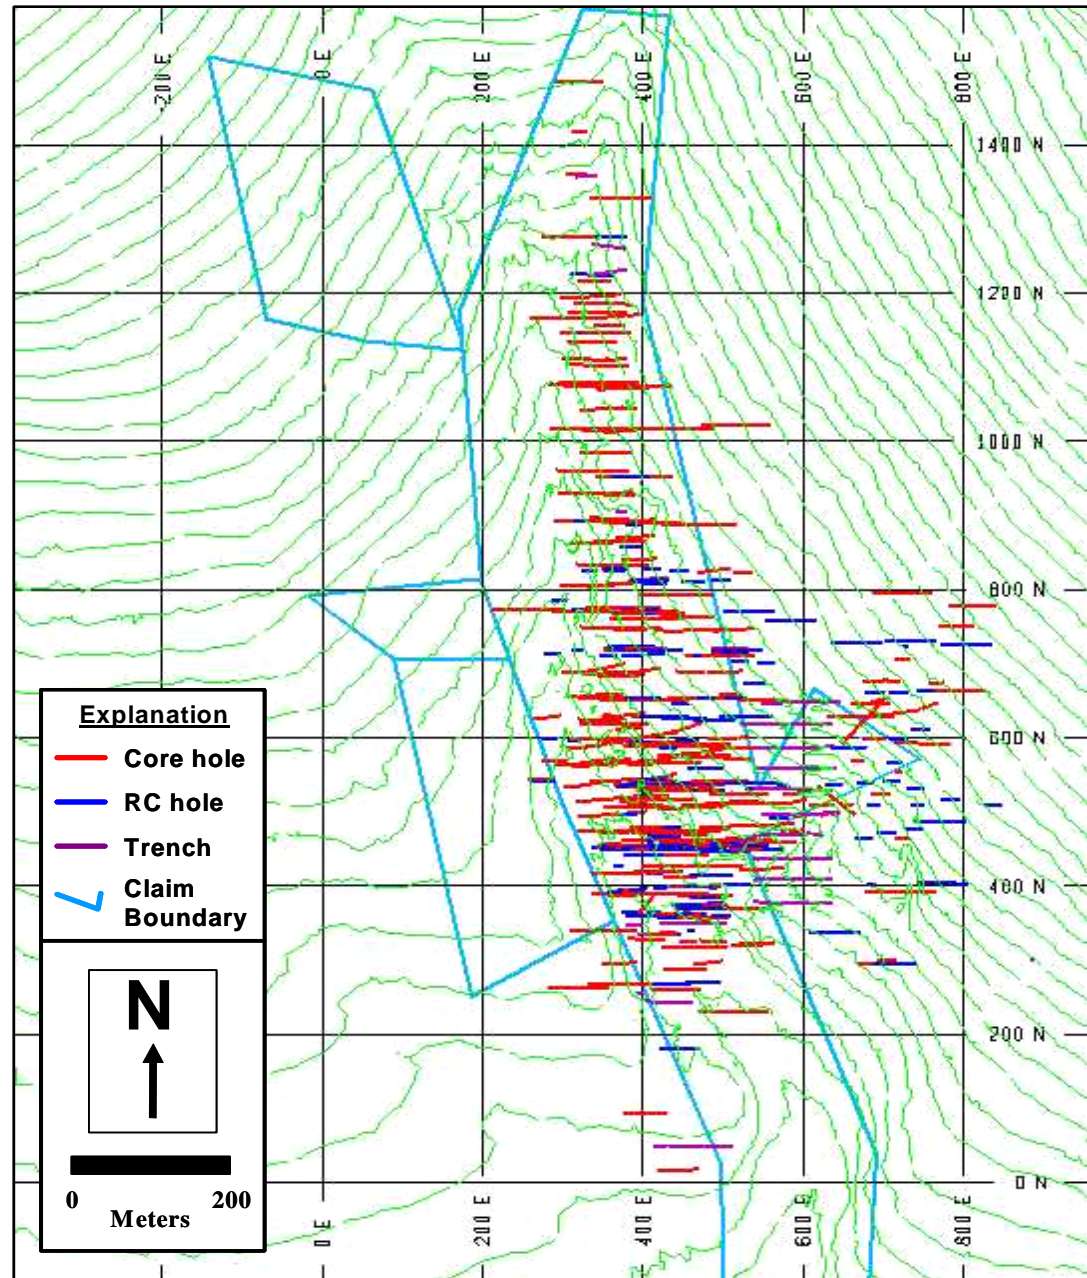 -200 E
0 E
200 E
400 E
600 E
800 E
1400 N
1200 N
1000 N
800 N
600 N
400 N
200 N
0 N
Explanation
Core hole
RC hole
Trench
Claim
Boundary
N
0 200
Meters
0 E
200 E
400 E
600 E
800 E